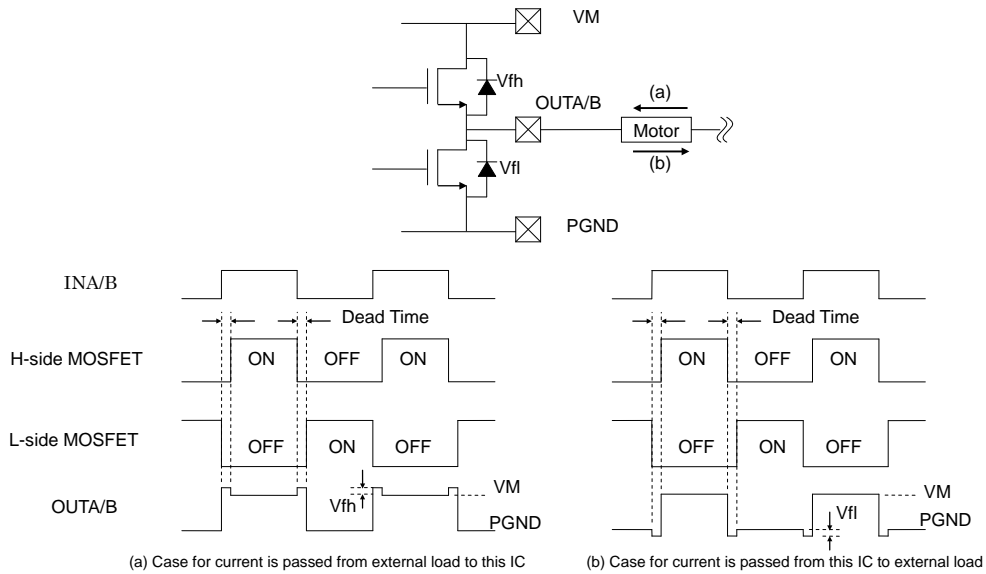 VM
Vfh
OUTA/B
(a)
Motor
(b)
Vfl
PGND
INA/B
Dead Time
H-side MOSFET
ON OFF ON
L-side MOSFET
OFF ON OFF
OUTA/B
Vfh
VM
PGND
(a) Case for current is passed from external load to this IC
Dead Time
ON OFF ON
OFF ON OFF
VM
Vfl
PGND
(b) Case for current is passed from this IC to external load